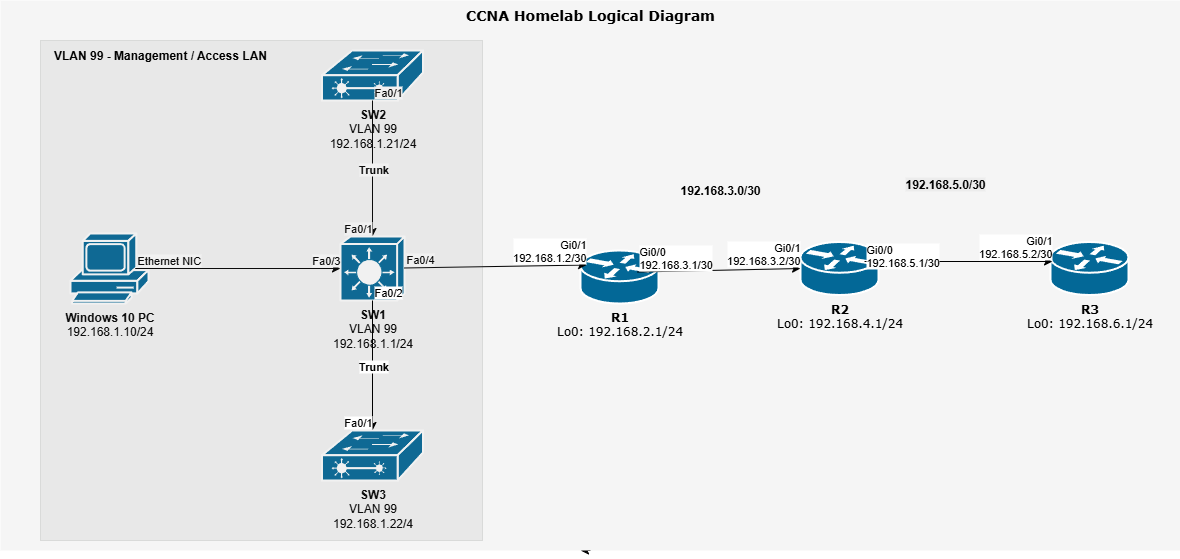 CCNA Homelab Logical Diagram
VLAN 99 - Management / Access LAN
Fa0/1
SW2
VLAN 99
192.168.1.21/24
Trunk
192.168.3.0/30
192.168.5.0/30
Fa0/1
Ethernet NIC
Fa0/3
Fa0/4
Fa0/2
Gi0/1
192.168.1.2/30
Gi0/0
192.168.3.1/30
Gi0/1
192.168.3.2/30
Gi0/0
192.168.5.1/30
Gi0/1
192.168.5.2/30
Windows 10 PC
192.168.1.10/24
SW1
VLAN 99
192.168.1.1/24
R1
Lo0: 192.168.2.1/24
R2
Lo0: 192.168.4.1/24
R3
Lo0: 192.168.6.1/24
Trunk
Fa0/1
SW3
VLAN 99
192.168.1.22/4